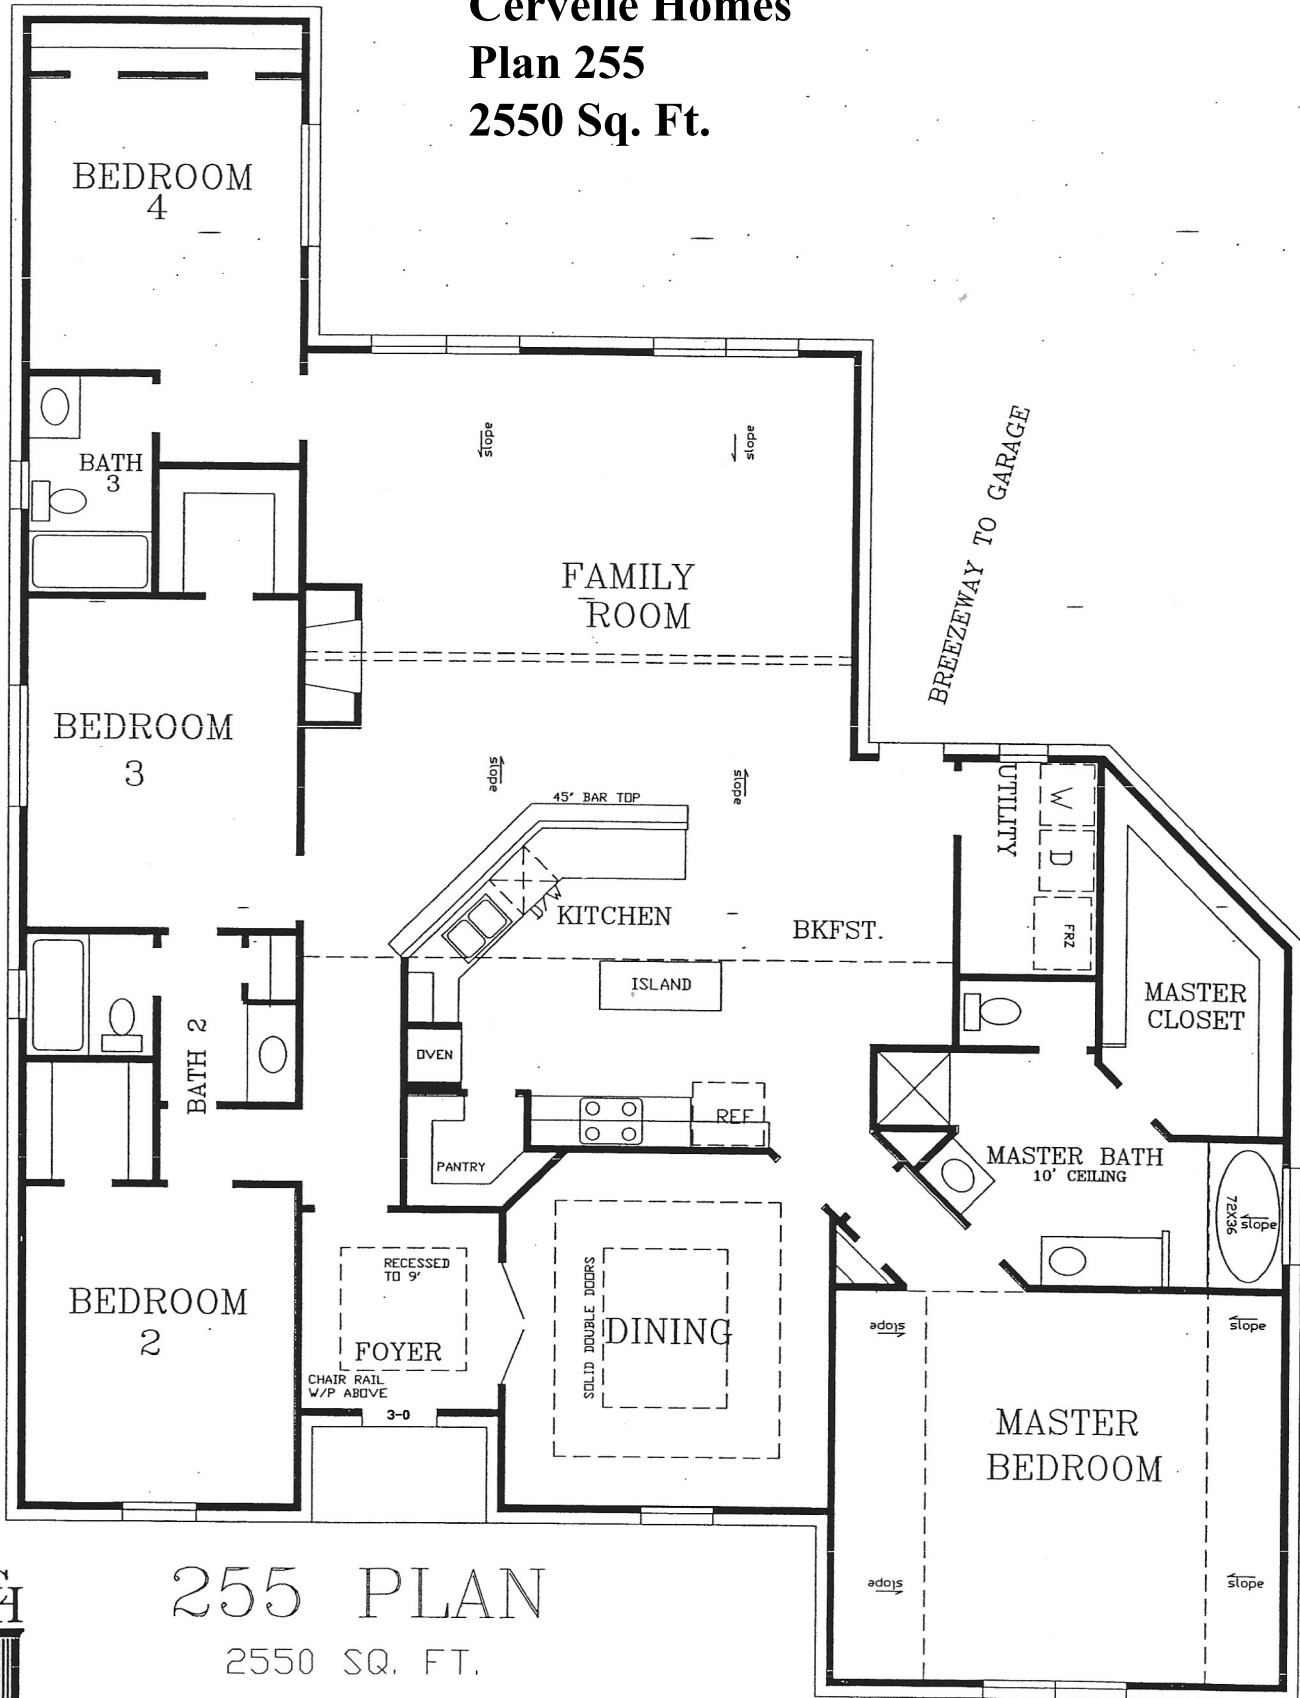 Cervelle Homes
Plan 255
2550 Sq. Ft.
BEDROOM
4
BATH
3
slope
slope
FAMILY
ROOM
BREEZEWAY TO GARAGE
BEDROOM
3
slope
slope
45" BAR TOP
D/W
KITCHEN
BKFST.
UTILITY
W
D
FRZ
ISLAND
OVEN
MASTER
CLOSET
BATH 2
REF
PANTRY
MASTER BATH
10' CEILING
72X36
slope
BEDROOM
2
RECESSED
TO 9'
FOYER
CHAIR RAIL
W/P ABOVE
3-0
SOLID DOUBLE DOORS
DINING
slope
slope
MASTER
BEDROOM
slope
slope
255 PLAN
2550 SQ. FT.